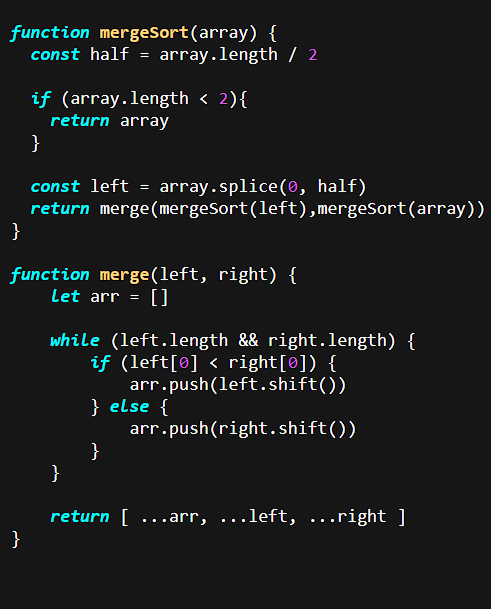 function mergeSort(array) {
  const half = array.length / 2

  if (array.length < 2){
    return array
  }

  const left = array.splice(0, half)
  return merge(mergeSort(left),mergeSort(array))
}

function merge(left, right) {
    let arr = []

    while (left.length && right.length) {
        if (left[0] < right[0]) {
            arr.push(left.shift())
        } else {
            arr.push(right.shift())
        }
    }

    return [ ...arr, ...left, ...right ]
}